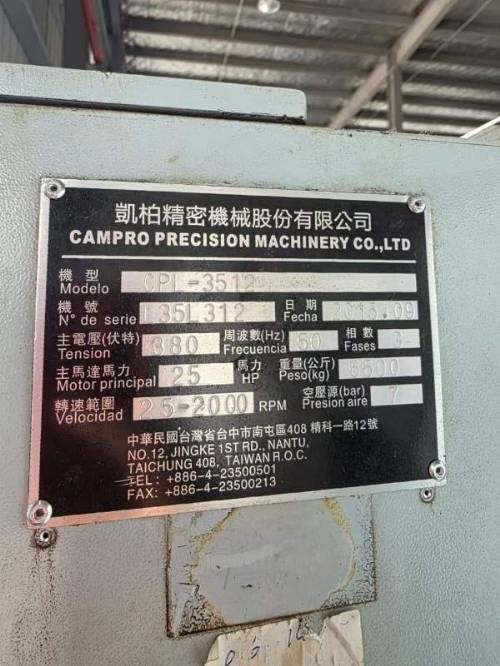 凱柏精密機械股份有限公司
CAMPRO PRECISION MACHINERY CO.,LTD
機型 Modelo CPL-3512
機號 N° de serie L35L312 日期 Fecha 2013.09
主電壓(伏特) Tension 380 周波數(Hz) Frecuencia 50 相數 Fases 3
主馬達馬力 Motor principal 25 馬力 HP 重量(公斤) Peso(kg) 6500
轉速範圍 Velocidad 25-2000 RPM 空壓源(bar) Presion aire 7
中華民國台灣省台中市南屯區408 精科一路12號
NO.12, JINGKE 1ST RD., NANTU,
TAICHUNG 408, TAIWAN R.O.C.
TEL: +886-4-23500501
FAX: +886-4-23500213